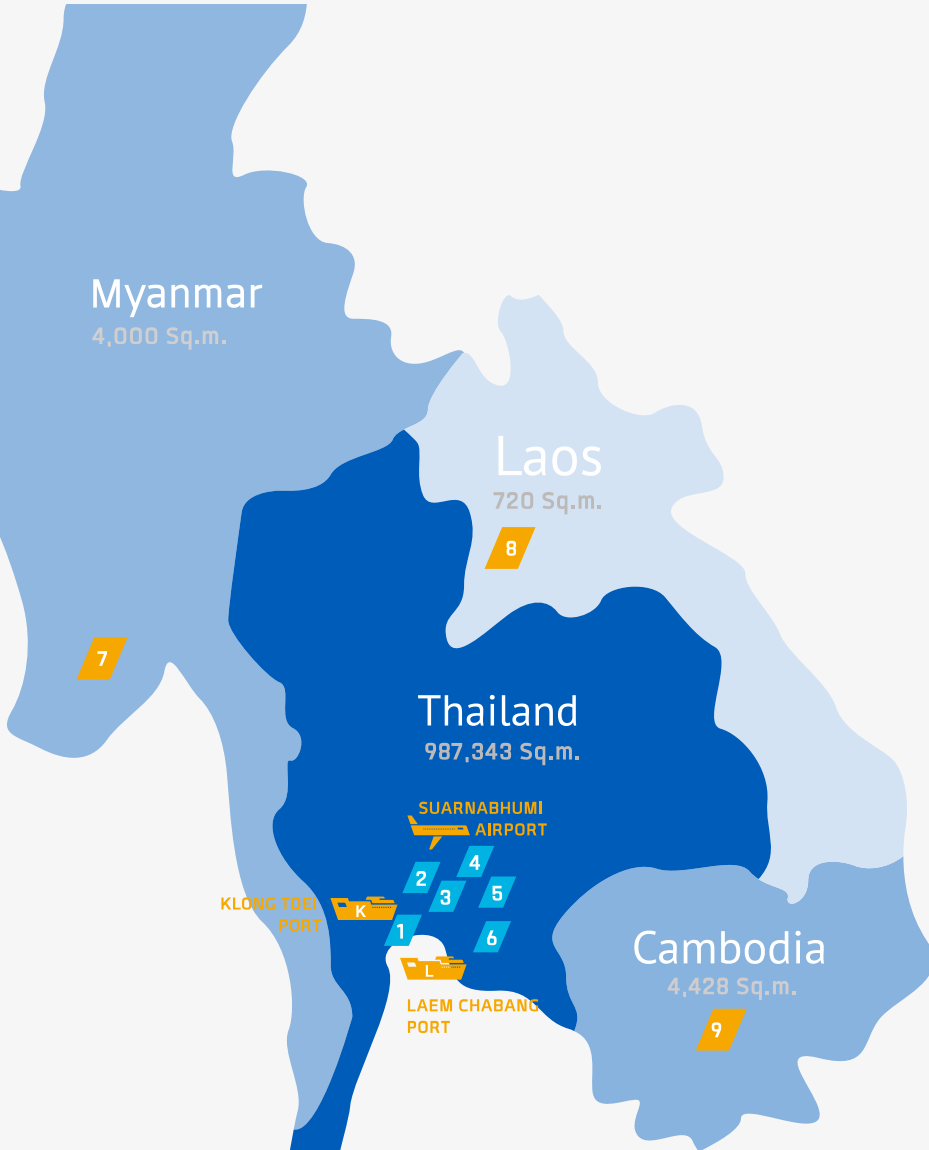 Myanmar
4,000 Sq.m.
Laos
720 Sq.m.
8
7
Thailand
987,343 Sq.m.
SUARNABHUMI
AIRPORT
4
2
3
5
KLONG TOEI
PORT
K
1
6
L
LAEM CHABANG
PORT
Cambodia
4,428 Sq.m.
9